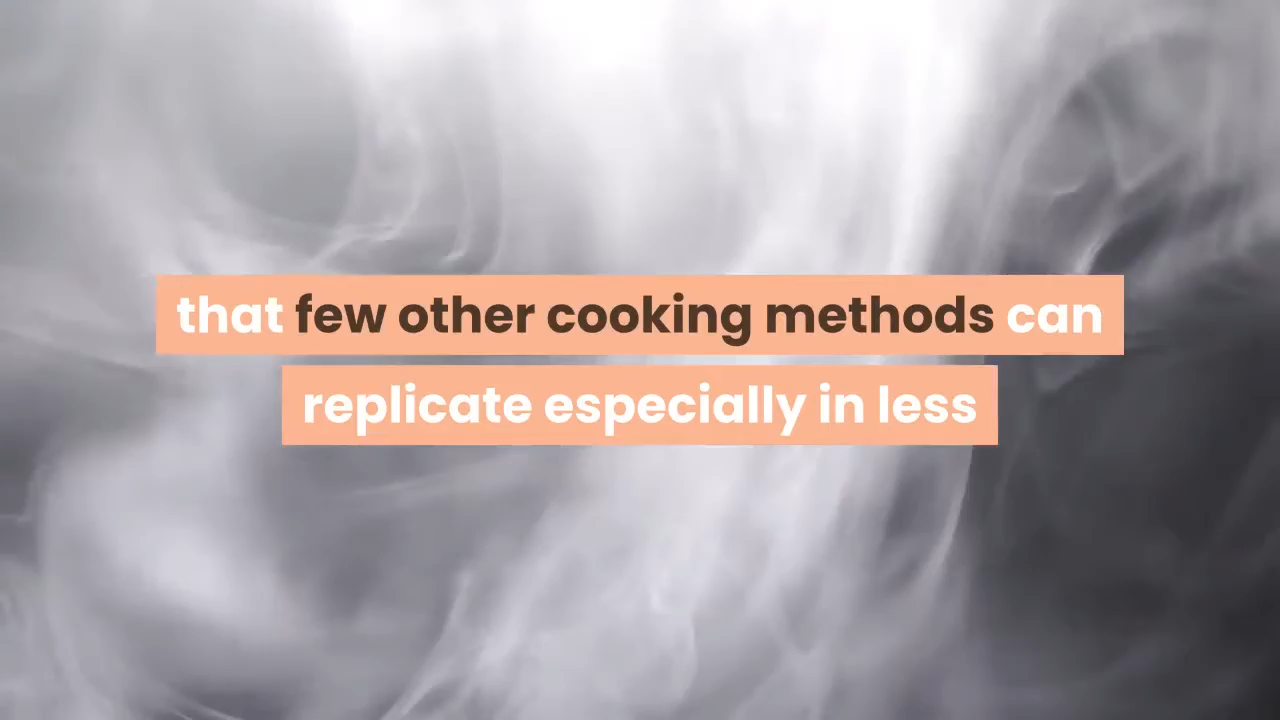 that few other cooking methods can
replicate especially in less